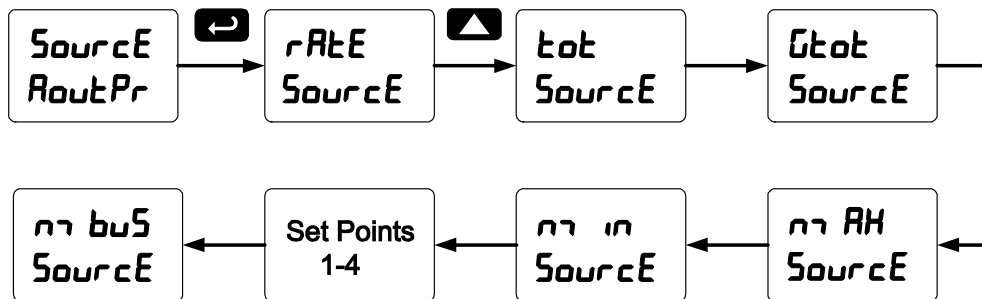 SourcE
AoutPr
rAtE
SourcE
tot
SourcE
Gtot
SourcE
m buS
SourcE
Set Points
1-4
m in
SourcE
m AH
SourcE